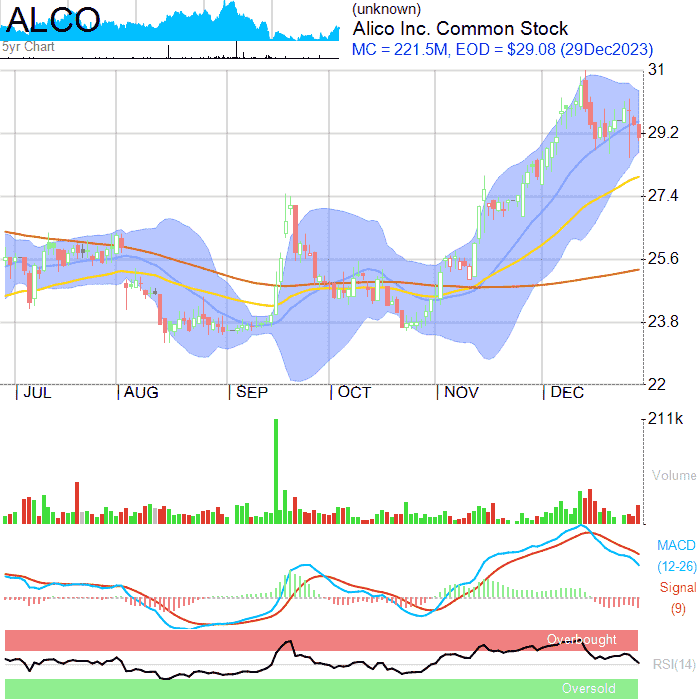 ALCO
5yr Chart
(unknown)
Alico Inc. Common Stock
MC = 221.5M, EOD = $29.08 (29Dec2023)
31
29.2
27.4
25.6
23.8
22
JUL AUG SEP OCT NOV DEC
211k
Volume
MACD
(12-26)
Signal
(9)
Overbought
RSI(14)
Oversold